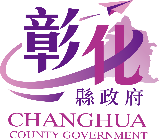 彰化
縣政府
CHANGHUA
COUNTY GOVERNMENT